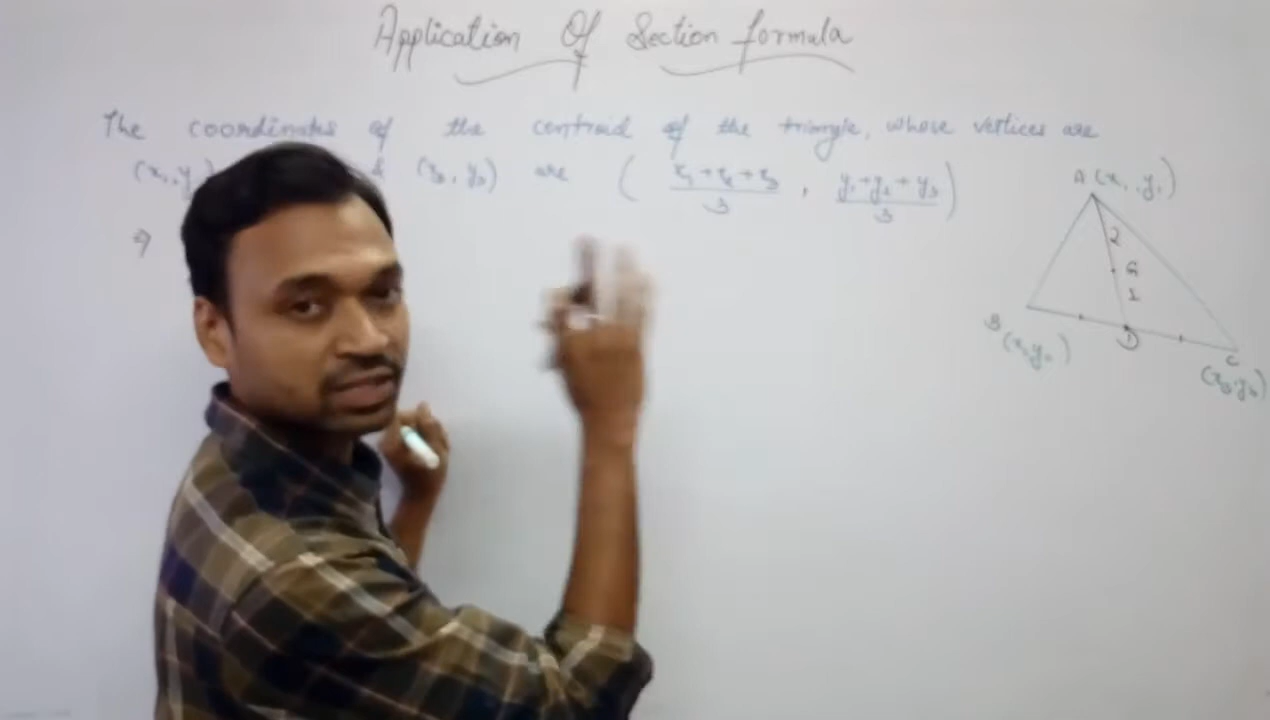 Application Of Section formula
The coordinates of the centroid of the triangle, whose vertices are
(x₁, y & (x₃, y₃) are ( x₁+x₂+x₃/3 , y₁+y₂+y₃/3 )
⇒
A (x₁, y₁)
2
G
1
B
D
C
(x₂ y₂)
(x₃ y₃)